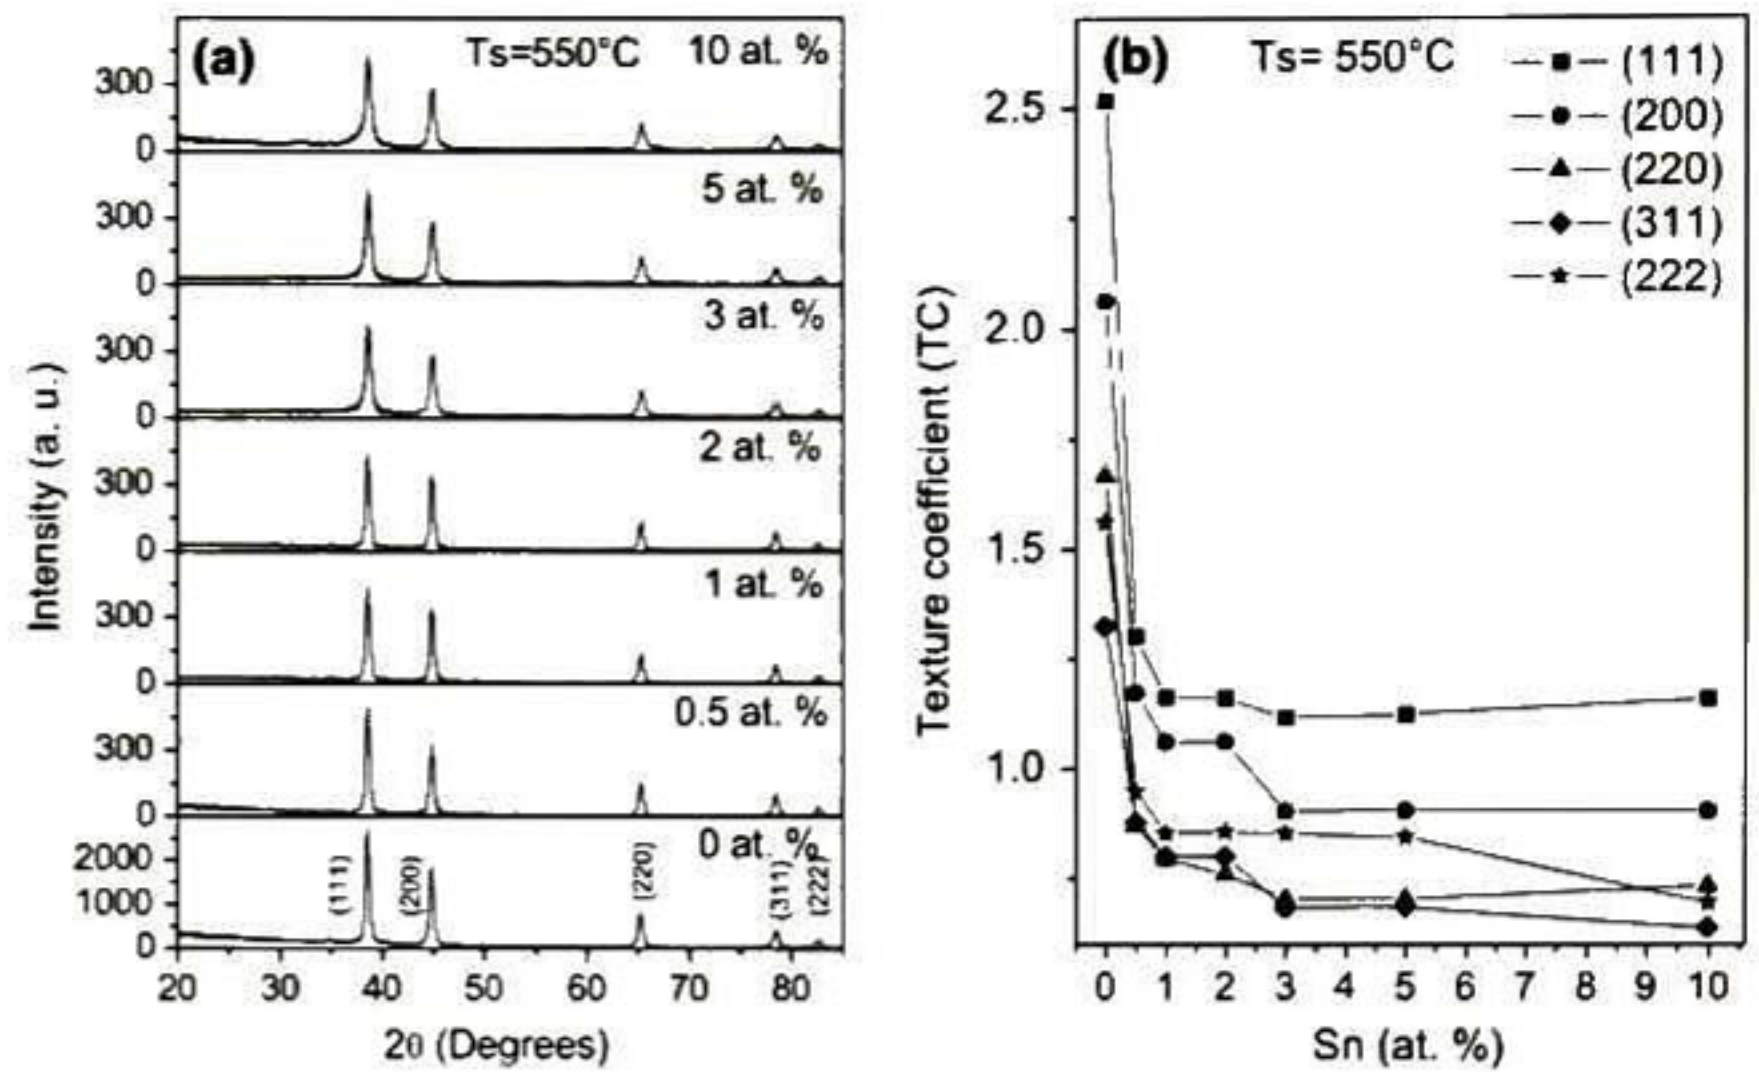 (a) Ts=550°C 10 at. %
300
0
5 at. %
300
0
3 at. %
300
0
2 at. %
300
0
1 at. %
300
0
0.5 at. %
300
0
0 at. %
2000
1000
0
(111)
(200)
(220)
(311)
(222)
20 30 40 50 60 70 80
2θ (Degrees)
Intensity (a. u.)
(b) Ts= 550°C
(111)
(200)
(220)
(311)
(222)
2.5
2.0
1.5
1.0
Texture coefficient (TC)
0 1 2 3 4 5 6 7 8 9 10
Sn (at. %)